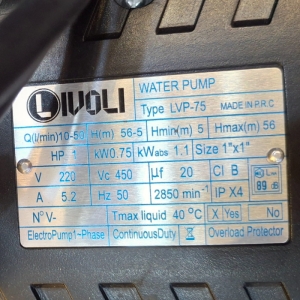 LIVOLI
WATER PUMP
Type LVP-75 MADE IN P.R.C
Q(l/min)10-50 H(m) 56-5 Hmin(m) 5 Hmax(m) 56
HP 1 kW0.75 kWabs 1.1 Size 1"x1"
V 220 Vc 450 µf 20 Cl B
A 5.2 Hz 50 2850 min-1 IP X4 89 dB
N°V- Tmax liquid 40 °C X Yes No
ElectroPump1~Phase ContinuousDuty Overload Protector